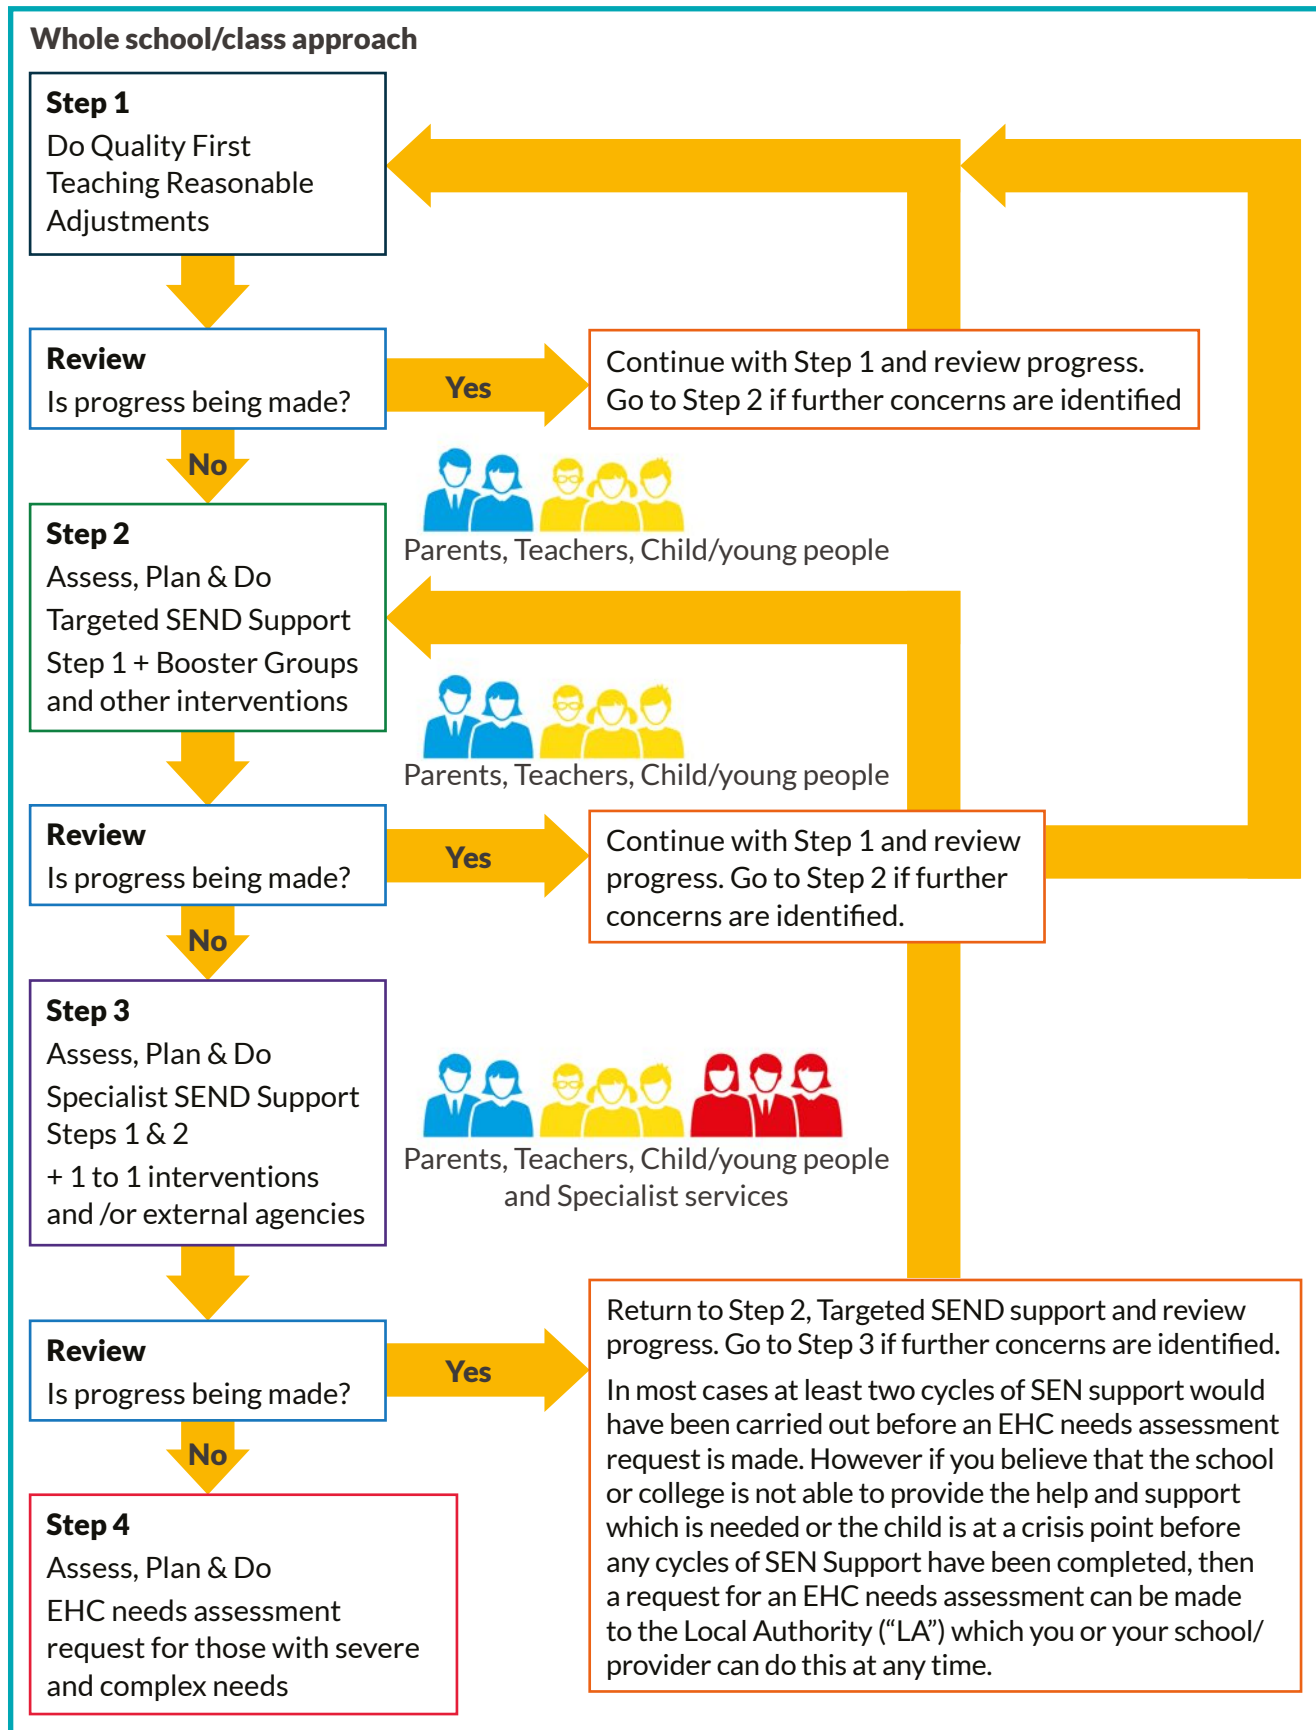 Whole school/class approach
Step 1
Do Quality First
Teaching Reasonable
Adjustments
Review
Is progress being made?
Yes
Continue with Step 1 and review progress.
Go to Step 2 if further concerns are identified
No
Parents, Teachers, Child/young people
Step 2
Assess, Plan & Do
Targeted SEND Support
Step 1 + Booster Groups
and other interventions
Parents, Teachers, Child/young people
Review
Is progress being made?
Yes
Continue with Step 1 and review
progress. Go to Step 2 if further
concerns are identified.
No
Step 3
Assess, Plan & Do
Specialist SEND Support
Steps 1 & 2
+ 1 to 1 interventions
and /or external agencies
Parents, Teachers, Child/young people
and Specialist services
Review
Is progress being made?
Yes
Return to Step 2, Targeted SEND support and review
progress. Go to Step 3 if further concerns are identified.
In most cases at least two cycles of SEN support would
have been carried out before an EHC needs assessment
request is made. However if you believe that the school
or college is not able to provide the help and support
which is needed or the child is at a crisis point before
any cycles of SEN Support have been completed, then
a request for an EHC needs assessment can be made
to the Local Authority (“LA”) which you or your school/
provider can do this at any time.
No
Step 4
Assess, Plan & Do
EHC needs assessment
request for those with severe
and complex needs